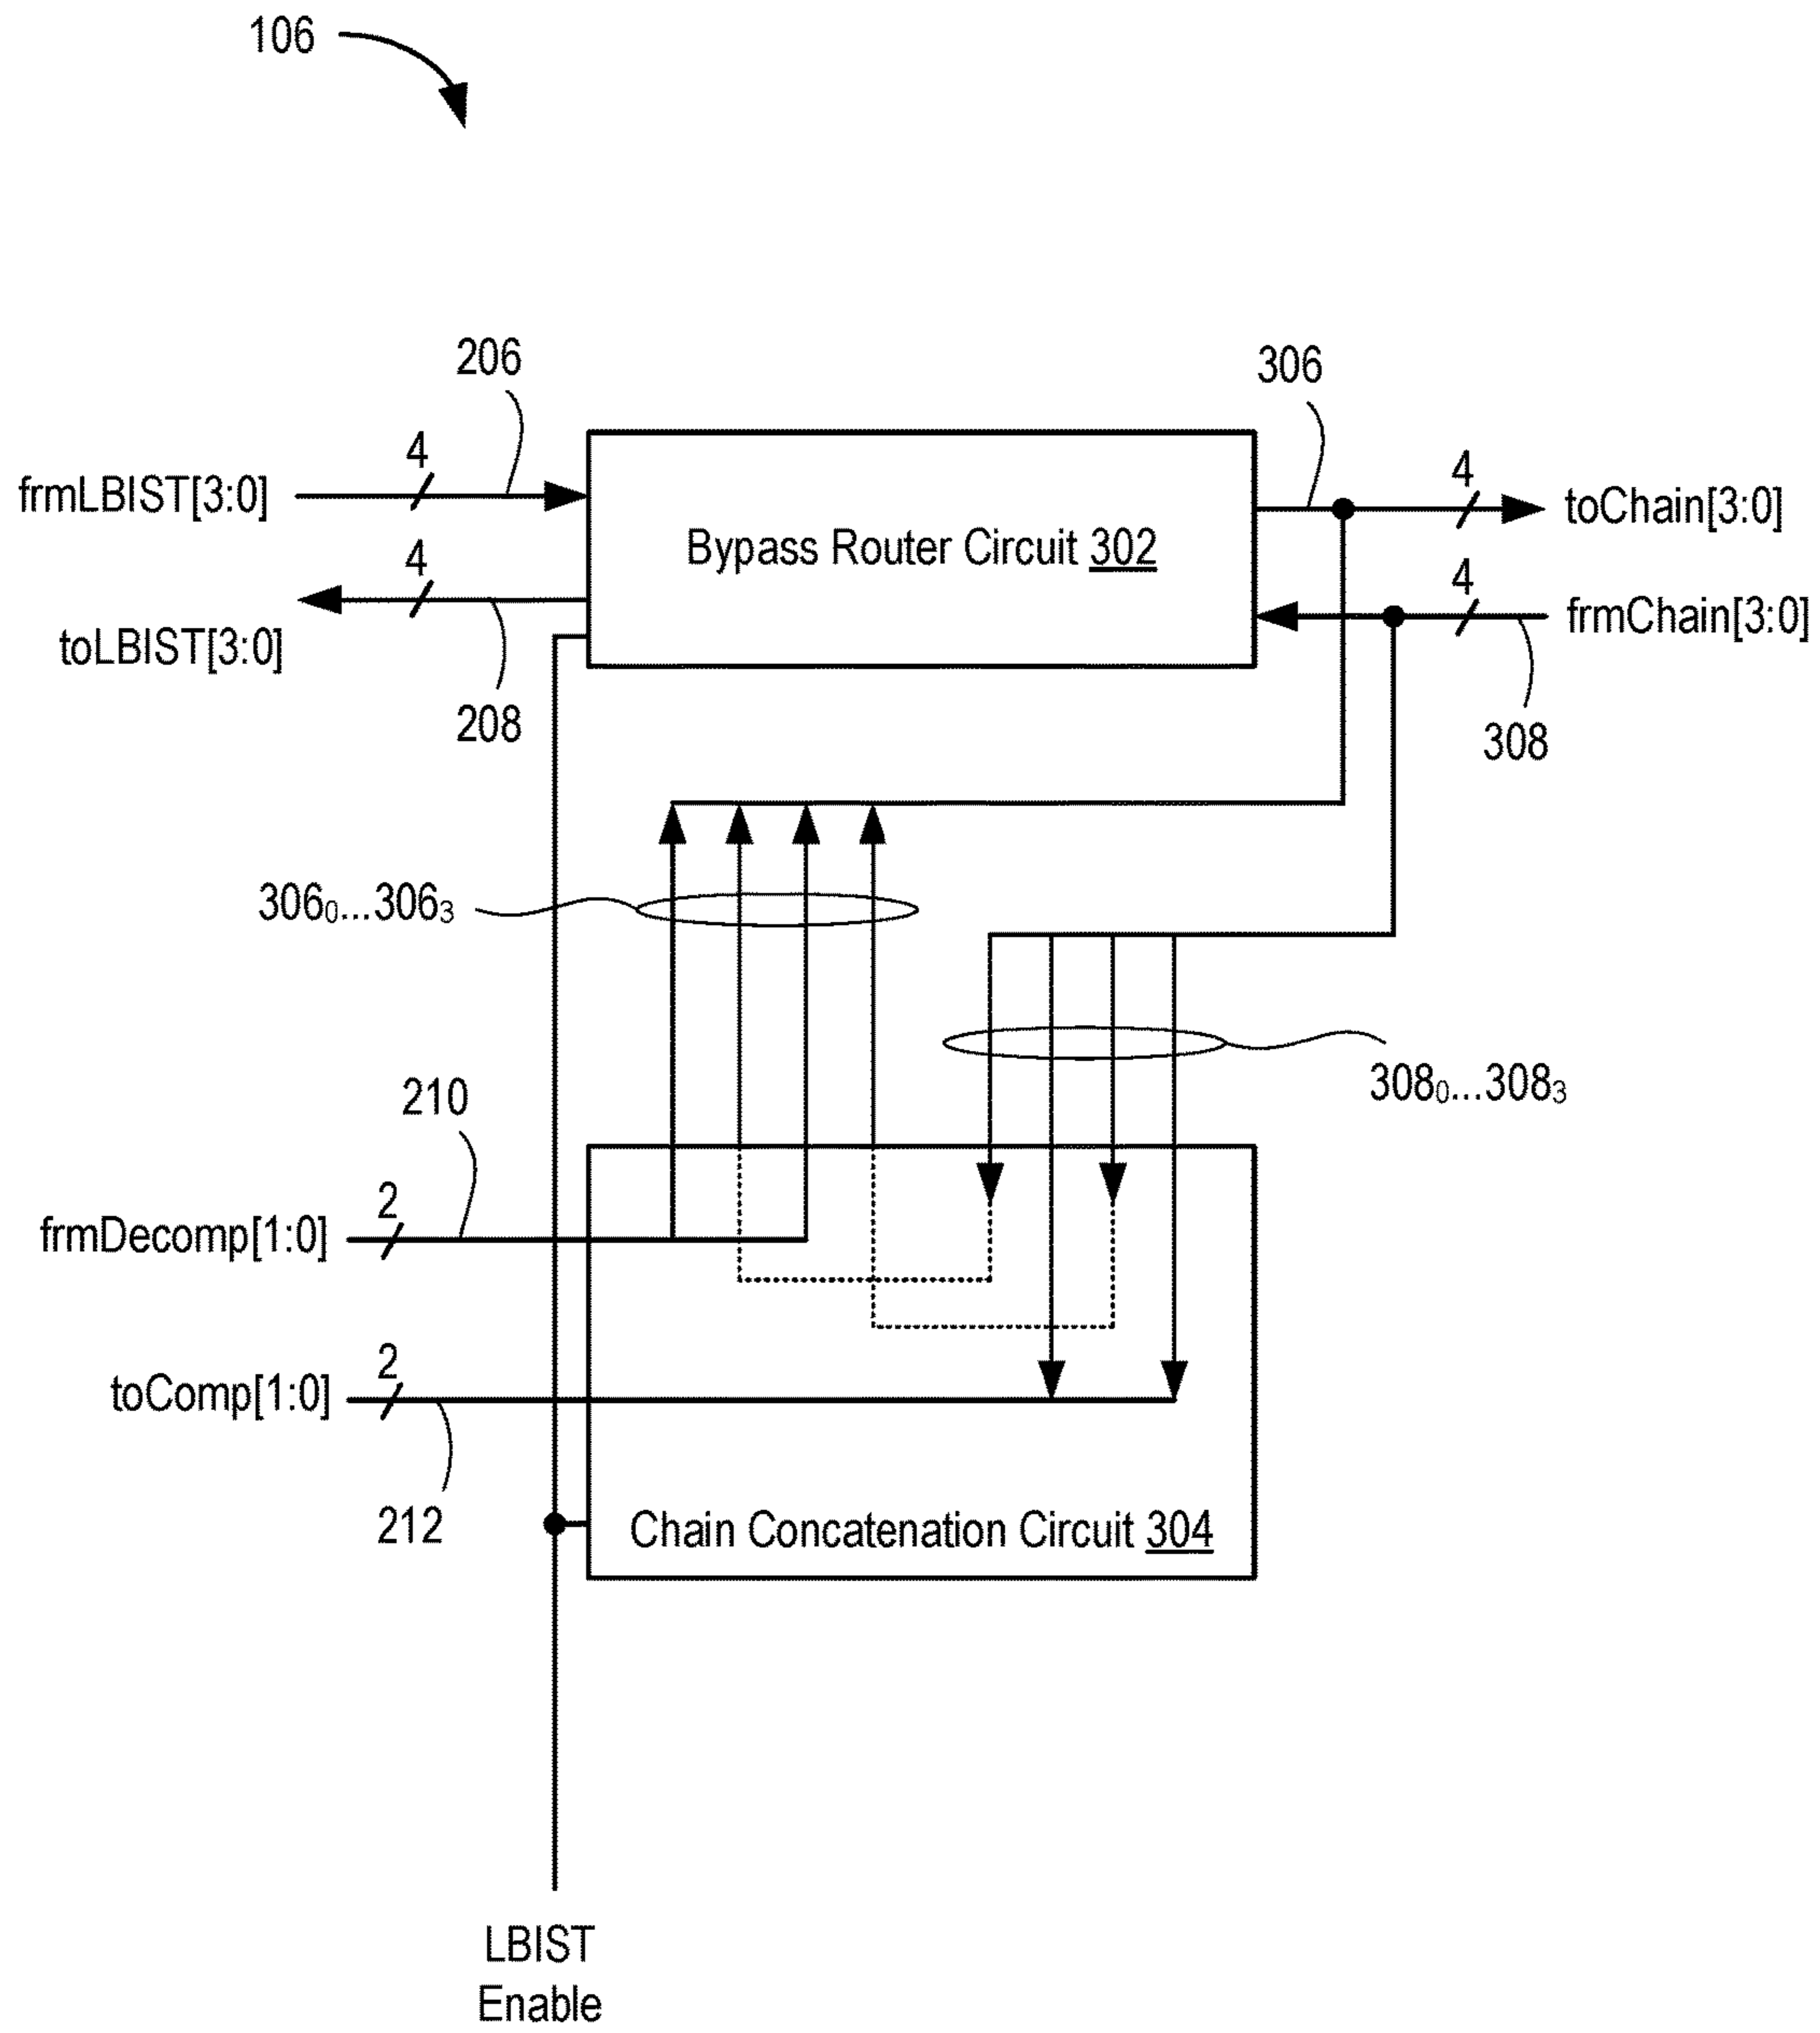 106
206
306
4
4
frmLBIST[3:0]
toChain[3:0]
Bypass Router Circuit 302
4
4
frmChain[3:0]
toLBIST[3:0]
208
308
306₀...306₃
308₀...308₃
210
2
frmDecomp[1:0]
2
toComp[1:0]
212
Chain Concatenation Circuit 304
LBIST
Enable